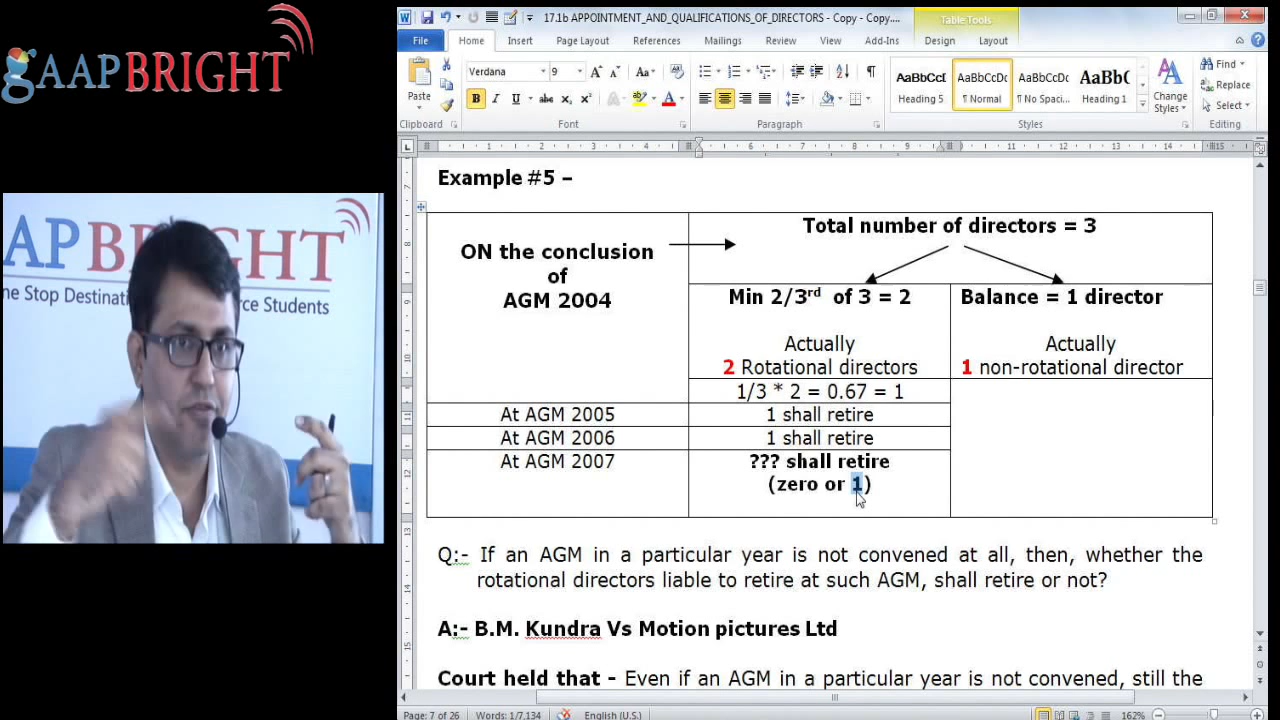 gAAPBRIGHT
AAPBRIGHT
ne Stop Destinat
rce Students
17.1b APPOINTMENT_AND_QUALIFICATIONS_OF_DIRECTORS - Copy - Copy....
Table Tools
File Home Insert Page Layout References Mailings Review View Add-Ins Design Layout
Verdana 9
Paste
Clipboard Font Paragraph Styles Editing
AaBbCcI AaBbCcDc AaBbCcDc AaBb(
Heading 5 ¶ Normal ¶ No Spaci... Heading 1
Change
Styles
Find
Replace
Select
Example #5 –
ON the conclusion
of
AGM 2004
Total number of directors = 3
Min 2/3rd of 3 = 2
Balance = 1 director
Actually
2 Rotational directors
Actually
1 non-rotational director
1/3 * 2 = 0.67 = 1
At AGM 2005 1 shall retire
At AGM 2006 1 shall retire
At AGM 2007 ??? shall retire
(zero or 1)
Q:- If an AGM in a particular year is not convened at all, then, whether the
rotational directors liable to retire at such AGM, shall retire or not?
A:- B.M. Kundra Vs Motion pictures Ltd
Court held that - Even if an AGM in a particular year is not convened, still the
Page: 7 of 26 Words: 1/7,134 English (U.S.) 162%